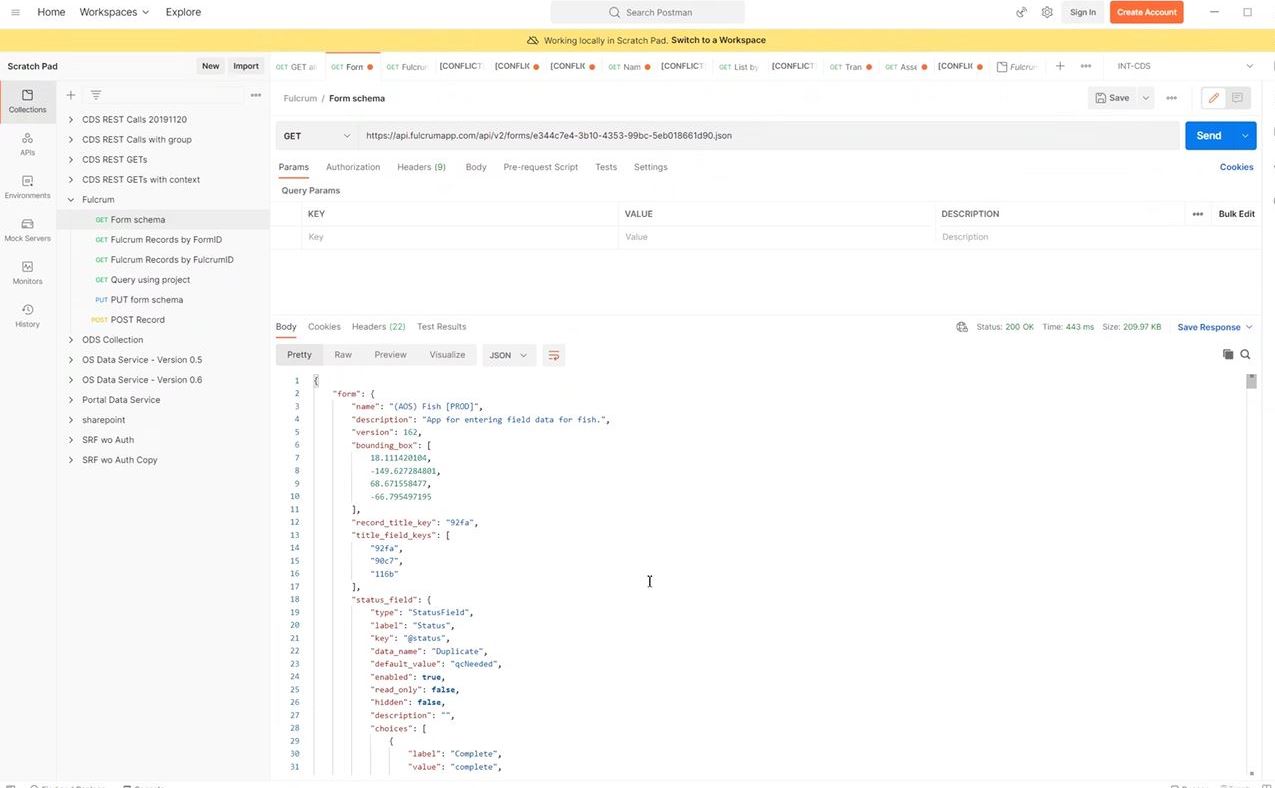 Home Workspaces Explore Search Postman Sign In Create Account
Working locally in Scratch Pad. Switch to a Workspace
Scratch Pad New Import GET GET al GET Form GET Fulcrum [CONFLICT [CONFLIC [CONFLIC GET Nam [CONFLICT GET List by [CONFLICT GET Tran GET Asse [CONFLIC Fulcrum INT-CDS
Collections
APIs
Environments
Mock Servers
Monitors
History
CDS REST Calls 20191120
CDS REST Calls with group
CDS REST GETs
CDS REST GETs with context
Fulcrum
GET Form schema
GET Fulcrum Records by FormID
GET Fulcrum Records by FulcrumID
GET Query using project
PUT PUT form schema
POST POST Record
ODS Collection
OS Data Service - Version 0.5
OS Data Service - Version 0.6
Portal Data Service
sharepoint
SRF wo Auth
SRF wo Auth Copy
Fulcrum / Form schema Save
GET https://api.fulcrumapp.com/api/v2/forms/e344c7e4-3b10-4353-99bc-5eb018661d90.json Send
Params Authorization Headers (9) Body Pre-request Script Tests Settings Cookies
Query Params
KEY VALUE DESCRIPTION Bulk Edit
Key Value Description
Body Cookies Headers (22) Test Results Status: 200 OK Time: 443 ms Size: 209.97 KB Save Response
Pretty Raw Preview Visualize JSON
1 {
2 "form": {
3 "name": "(AOS) Fish [PROD]",
4 "description": "App for entering field data for fish.",
5 "version": 162,
6 "bounding_box": [
7 18.111420104,
8 -149.627284801,
9 68.671558477,
10 -66.795497195
11 ],
12 "record_title_key": "92fa",
13 "title_field_keys": [
14 "92fa",
15 "90c7",
16 "116b"
17 ],
18 "status_field": {
19 "type": "StatusField",
20 "label": "Status",
21 "key": "@status",
22 "data_name": "Duplicate",
23 "default_value": "qcNeeded",
24 "enabled": true,
25 "read_only": false,
26 "hidden": false,
27 "description": "",
28 "choices": [
29 {
30 "label": "Complete",
31 "value": "complete",